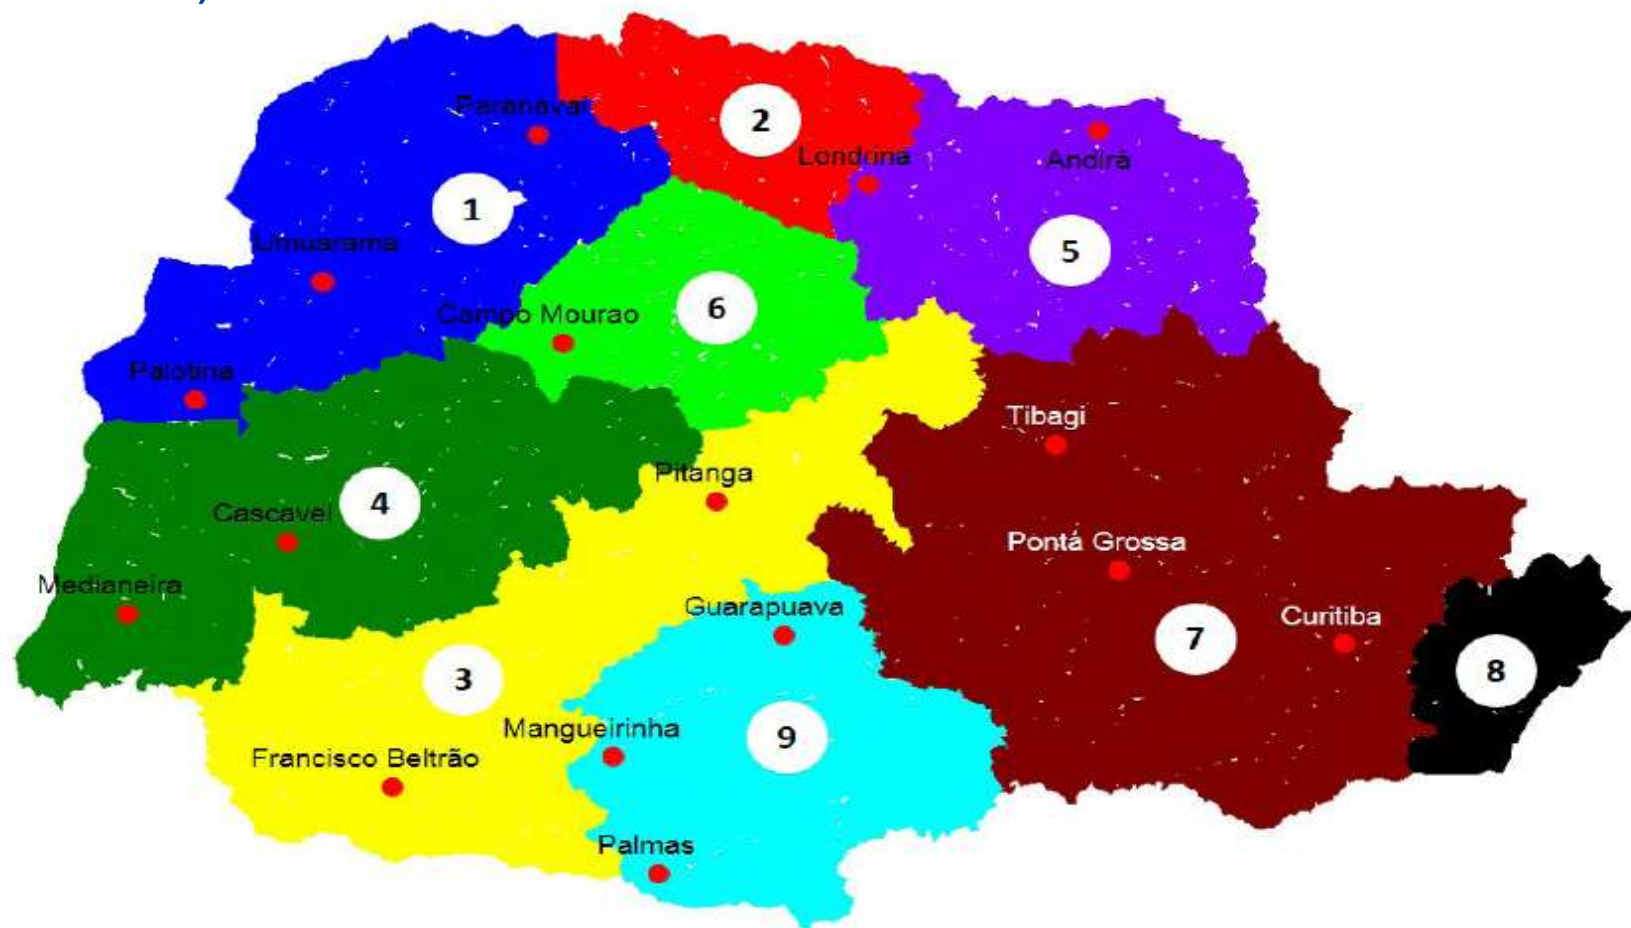 Paranavaí
2
Londrina
Andirá
1
Umuarama
5
6
Campo Mourao
Palotina
Tibagi
Pitanga
4
Cascavel
Pontá Grossa
Medianeira
Guarapuava
Curitiba
7
3
8
Mangueirinha
9
Francisco Beltrão
Palmas